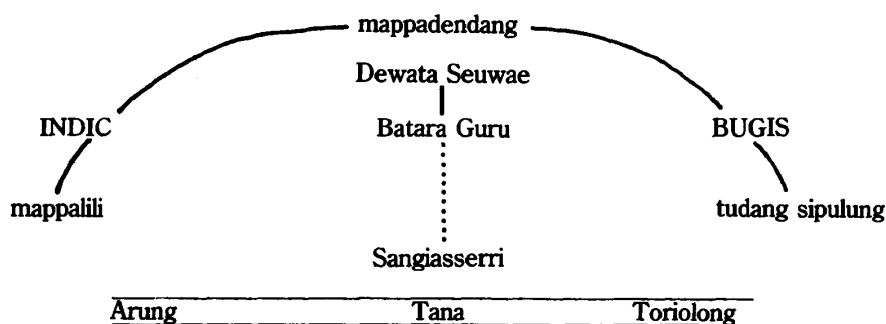 mappadendang
Dewata Seuwae
INDIC Batara Guru BUGIS
mappalili tudang sipulung
Sangiasserri
Arung Tana Toriolong